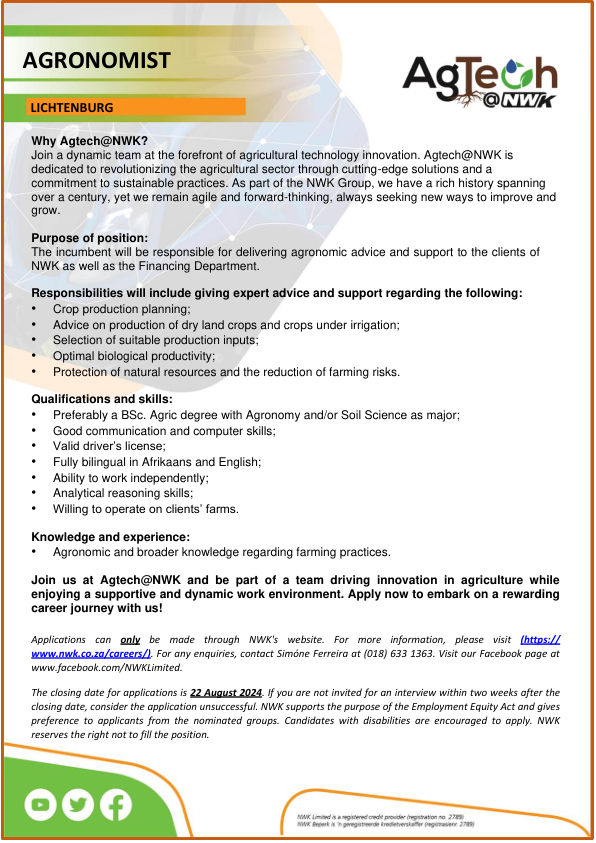 AGRONOMIST
AgTech
@NWK
LICHTENBURG
Why Agtech@NWK?
Join a dynamic team at the forefront of agricultural technology innovation. Agtech@NWK is
dedicated to revolutionizing the agricultural sector through cutting-edge solutions and a
commitment to sustainable practices. As part of the NWK Group, we have a rich history spanning
over a century, yet we remain agile and forward-thinking, always seeking new ways to improve and
grow.
Purpose of position:
The incumbent will be responsible for delivering agronomic advice and support to the clients of
NWK as well as the Financing Department.
Responsibilities will include giving expert advice and support regarding the following:
• Crop production planning;
• Advice on production of dry land crops and crops under irrigation;
• Selection of suitable production inputs;
• Optimal biological productivity;
• Protection of natural resources and the reduction of farming risks.
Qualifications and skills:
• Preferably a BSc. Agric degree with Agronomy and/or Soil Science as major;
• Good communication and computer skills;
• Valid driver’s license;
• Fully bilingual in Afrikaans and English;
• Ability to work independently;
• Analytical reasoning skills;
• Willing to operate on clients’ farms.
Knowledge and experience:
• Agronomic and broader knowledge regarding farming practices.
Join us at Agtech@NWK and be part of a team driving innovation in agriculture while
enjoying a supportive and dynamic work environment. Apply now to embark on a rewarding
career journey with us!
Applications can only be made through NWK's website. For more information, please visit (https://
www.nwk.co.za/careers/). For any enquiries, contact Simóne Ferreira at (018) 633 1363. Visit our Facebook page at
www.facebook.com/NWKLimited.
The closing date for applications is 22 August 2024. If you are not invited for an interview within two weeks after the
closing date, consider the application unsuccessful. NWK supports the purpose of the Employment Equity Act and gives
preference to applicants from the nominated groups. Candidates with disabilities are encouraged to apply. NWK
reserves the right not to fill the position.
NWK Limited is a registered credit provider (registration no. 2789)
NWK Beperk is 'n geregistreerde kredietverskaffer (registrasienr. 2789)